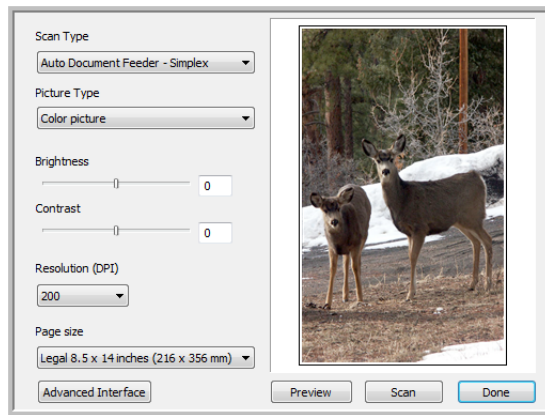 Scan Type
Auto Document Feeder - Simplex
Picture Type
Color picture
Brightness
0
Contrast
0
Resolution (DPI)
200
Page size
Legal 8.5 x 14 inches (216 x 356 mm)
Advanced Interface
Preview
Scan
Done